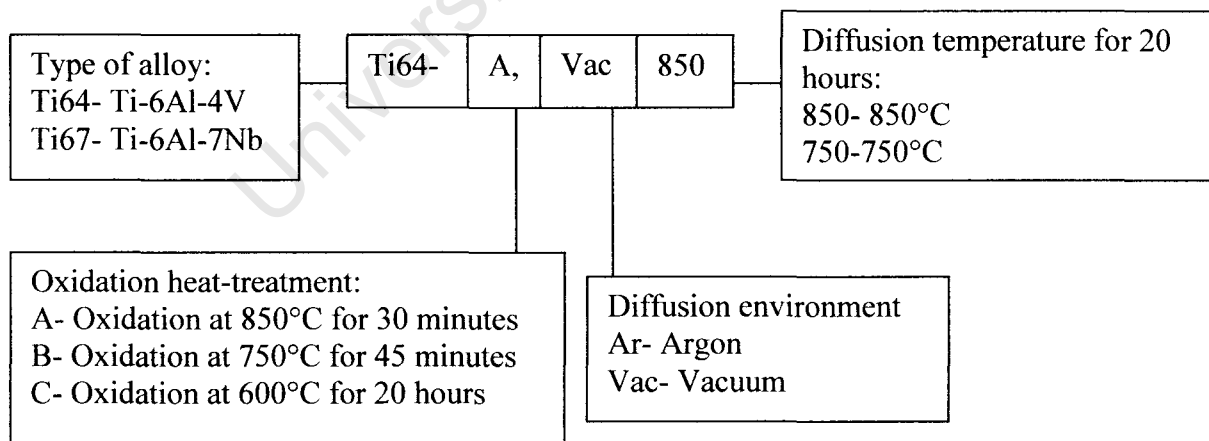 Type of alloy:
Ti64- Ti-6Al-4V
Ti67- Ti-6Al-7Nb
Ti64- A, Vac 850
Diffusion temperature for 20
hours:
850- 850°C
750-750°C
Oxidation heat-treatment:
A- Oxidation at 850°C for 30 minutes
B- Oxidation at 750°C for 45 minutes
C- Oxidation at 600°C for 20 hours
Diffusion environment
Ar- Argon
Vac- Vacuum
Universi